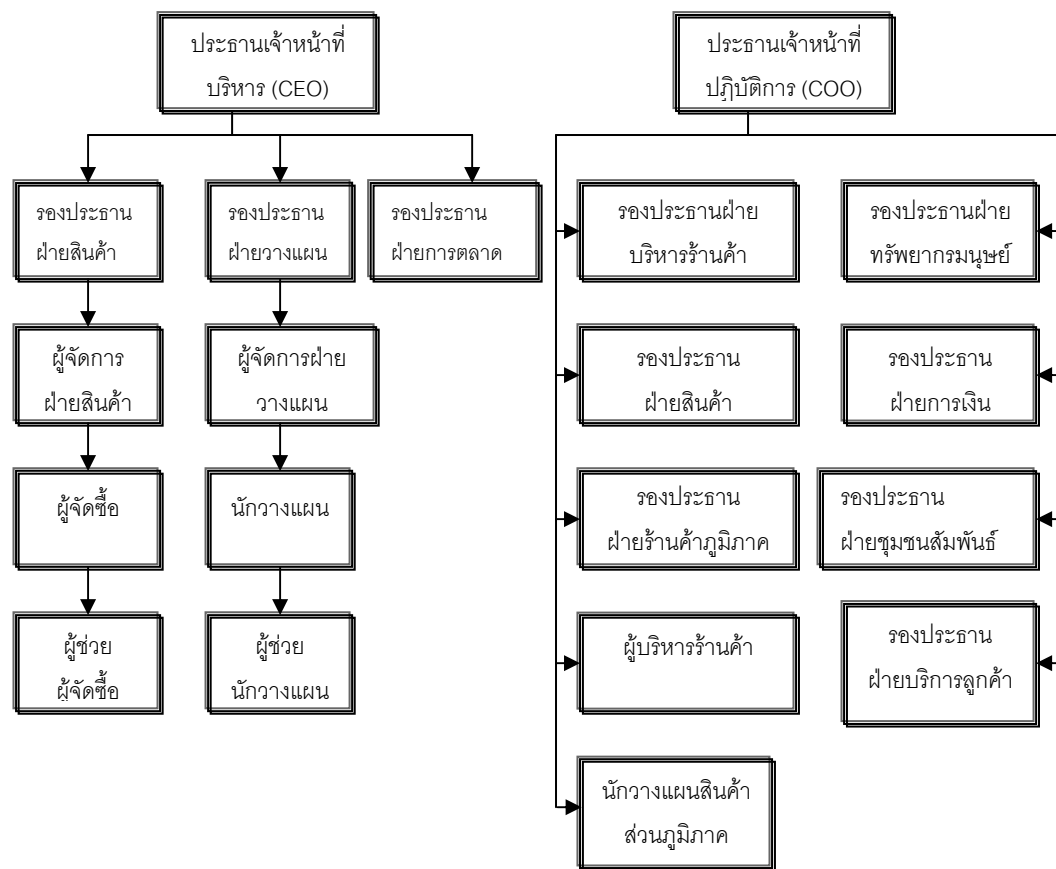 ประธานเจ้าหน้าที่
บริหาร (CEO)
ประธานเจ้าหน้าที่
ปฏิบัติการ (COO)
รองประธาน
ฝ่ายสินค้า
รองประธาน
ฝ่ายวางแผน
รองประธาน
ฝ่ายการตลาด
รองประธานฝ่าย
บริหารร้านค้า
รองประธานฝ่าย
ทรัพยากรมนุษย์
ผู้จัดการ
ฝ่ายสินค้า
ผู้จัดการฝ่าย
วางแผน
รองประธาน
ฝ่ายสินค้า
รองประธาน
ฝ่ายการเงิน
ผู้จัดซื้อ
นักวางแผน
รองประธาน
ฝ่ายร้านค้าภูมิภาค
รองประธาน
ฝ่ายชุมชนสัมพันธ์
ผู้ช่วย
ผู้จัดซื้อ
ผู้ช่วย
นักวางแผน
ผู้บริหารร้านค้า
รองประธาน
ฝ่ายบริการลูกค้า
นักวางแผนสินค้า
ส่วนภูมิภาค